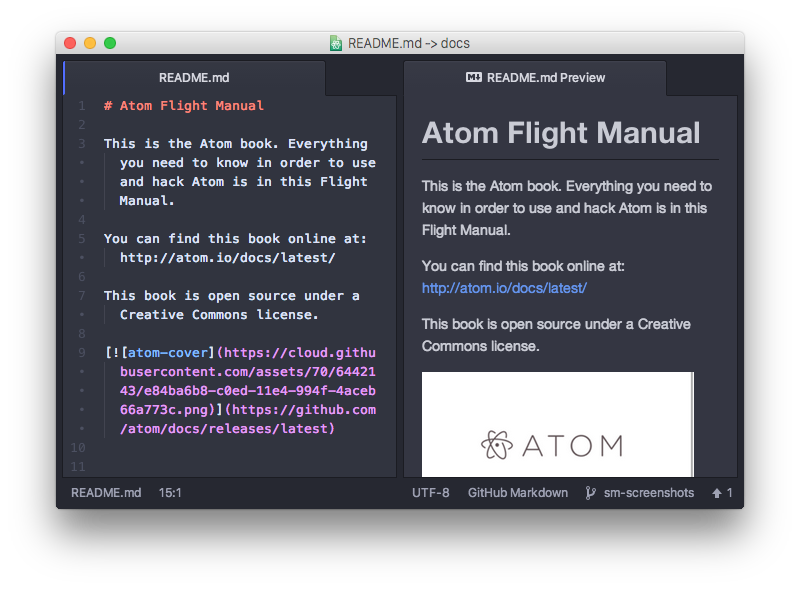 README.md -> docs
README.md
1 # Atom Flight Manual
2
3 This is the Atom book. Everything
you need to know in order to use
and hack Atom is in this Flight
Manual.
4
5 You can find this book online at:
http://atom.io/docs/latest/
6
7 This book is open source under a
Creative Commons license.
8
9 [![atom-cover](https://cloud.githu
busercontent.com/assets/70/64421
43/e84ba6b8-c0ed-11e4-994f-4aceb
66a773c.png)](https://github.com
/atom/docs/releases/latest)
10
11
README.md Preview
Atom Flight Manual
This is the Atom book. Everything you need to
know in order to use and hack Atom is in this
Flight Manual.
You can find this book online at:
http://atom.io/docs/latest/
This book is open source under a Creative
Commons license.
ATOM
README.md 15:1
UTF-8 GitHub Markdown sm-screenshots 1